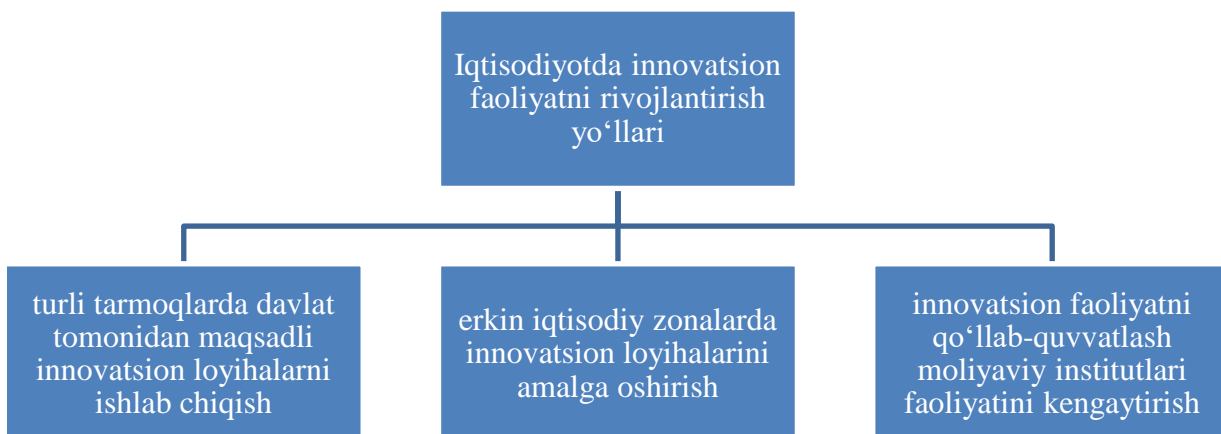 Iqtisodiyotda innovatsion
faoliyatni rivojlantirish
yo‘llari
turli tarmoqlarda davlat
tomonidan maqsadli
innovatsion loyihalarni
ishlab chiqish
erkin iqtisodiy zonalarda
innovatsion loyihalarini
amalga oshirish
innovatsion faoliyatni
qo‘llab-quvvatlash
moliyaviy institutlari
faoliyatini kengaytirish